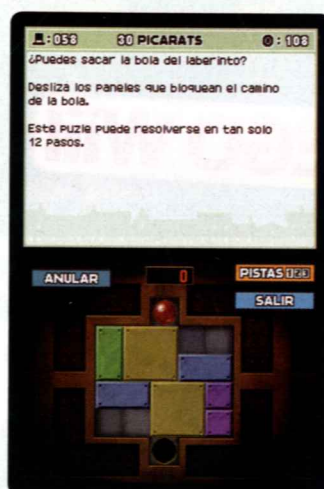 :058 30 PICARATS :108
¿Puedes sacar la bola del laberinto?
Desliza los paneles que bloquean el camino
de la bola.
Este puzle puede resolverse en tan solo
12 pasos.
ANULAR 0 PISTAS 123
SALIR